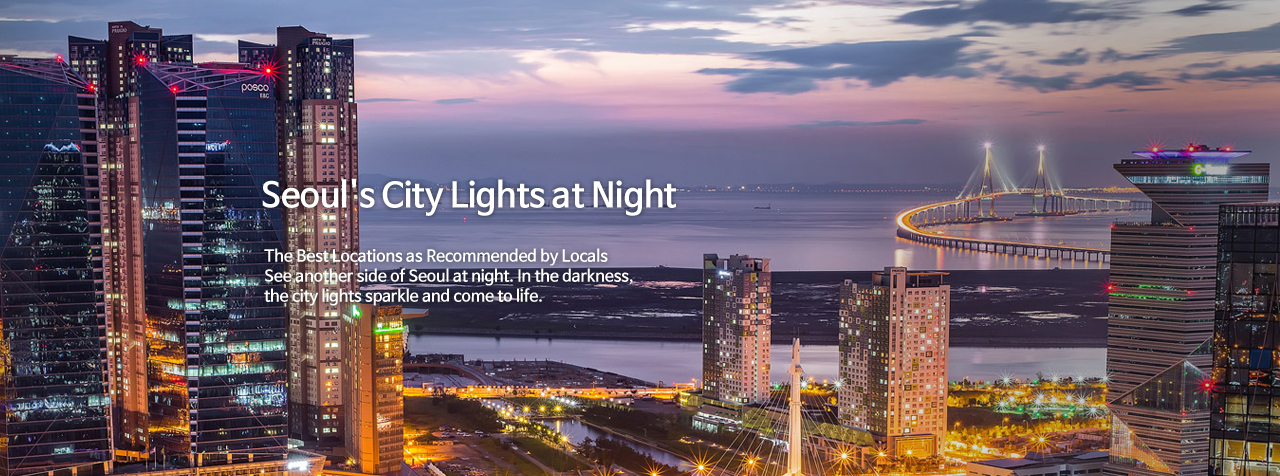 posco
E&C
Seoul's City Lights at Night
The Best Locations as Recommended by Locals
See another side of Seoul at night. In the darkness,
the city lights sparkle and come to life.